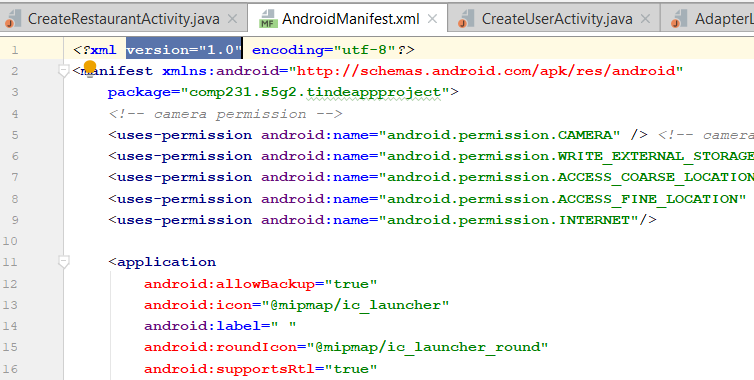 CreateRestaurantActivity.java × AndroidManifest.xml × CreateUserActivity.java × AdapterL
1 <?xml version="1.0" encoding="utf-8"?>
2 <manifest xmlns:android="http://schemas.android.com/apk/res/android"
3 package="comp231.s5g2.tindeappproject">
4 <!-- camera permission -->
5 <uses-permission android:name="android.permission.CAMERA" /> <!-- camera
6 <uses-permission android:name="android.permission.WRITE_EXTERNAL_STORAGE
7 <uses-permission android:name="android.permission.ACCESS_COARSE_LOCATION
8 <uses-permission android:name="android.permission.ACCESS_FINE_LOCATION"
9 <uses-permission android:name="android.permission.INTERNET"/>
10
11 <application
12 android:allowBackup="true"
13 android:icon="@mipmap/ic_launcher"
14 android:label=" "
15 android:roundIcon="@mipmap/ic_launcher_round"
16 android:supportsRtl="true"